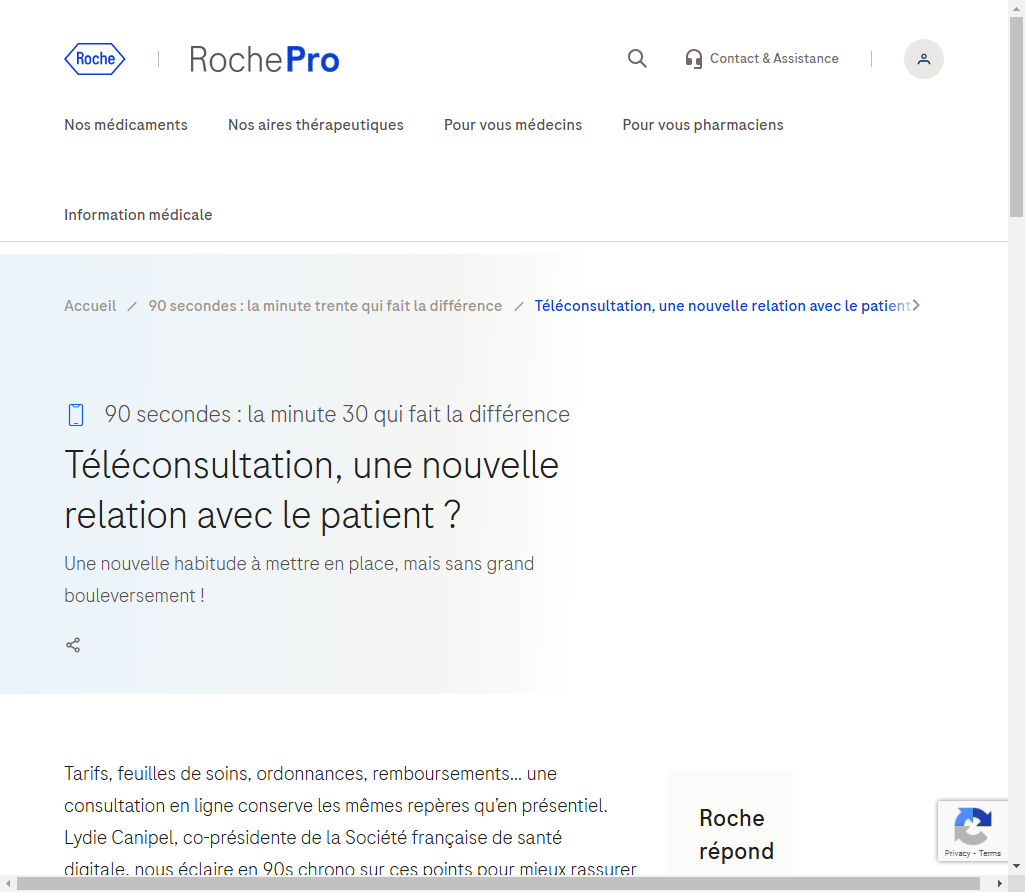 Roche
RochePro
Contact & Assistance
Nos médicaments
Nos aires thérapeutiques
Pour vous médecins
Pour vous pharmaciens
Information médicale
Accueil / 90 secondes : la minute trente qui fait la différence / Téléconsultation, une nouvelle relation avec le patient
90 secondes : la minute 30 qui fait la différence
Téléconsultation, une nouvelle
relation avec le patient ?
Une nouvelle habitude à mettre en place, mais sans grand
bouleversement !
Tarifs, feuilles de soins, ordonnances, remboursements... une
consultation en ligne conserve les mêmes repères qu’en présentiel.
Lydie Canipel, co-présidente de la Société française de santé
digitale, nous éclaire en 90s chrono sur ces points pour mieux rassurer
Roche
répond
Privacy - Terms